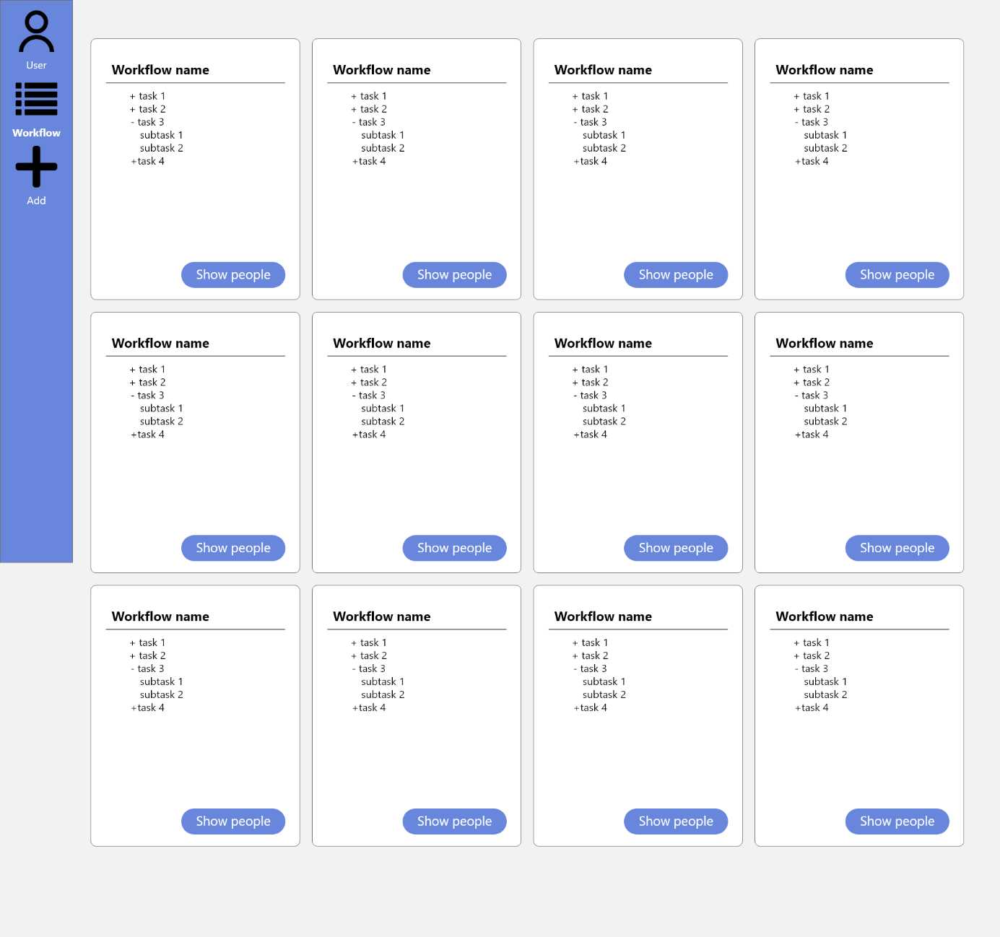 User
Workflow
Add
Workflow name
+ task 1
+ task 2
- task 3
subtask 1
subtask 2
+task 4
Show people
Workflow name
+ task 1
+ task 2
- task 3
subtask 1
subtask 2
+task 4
Show people
Workflow name
+ task 1
+ task 2
- task 3
subtask 1
subtask 2
+task 4
Show people
Workflow name
+ task 1
+ task 2
- task 3
subtask 1
subtask 2
+task 4
Show people
Workflow name
+ task 1
+ task 2
- task 3
subtask 1
subtask 2
+task 4
Show people
Workflow name
+ task 1
+ task 2
- task 3
subtask 1
subtask 2
+task 4
Show people
Workflow name
+ task 1
+ task 2
- task 3
subtask 1
subtask 2
+task 4
Show people
Workflow name
+ task 1
+ task 2
- task 3
subtask 1
subtask 2
+task 4
Show people
Workflow name
+ task 1
+ task 2
- task 3
subtask 1
subtask 2
+task 4
Show people
Workflow name
+ task 1
+ task 2
- task 3
subtask 1
subtask 2
+task 4
Show people
Workflow name
+ task 1
+ task 2
- task 3
subtask 1
subtask 2
+task 4
Show people
Workflow name
+ task 1
+ task 2
- task 3
subtask 1
subtask 2
+task 4
Show people